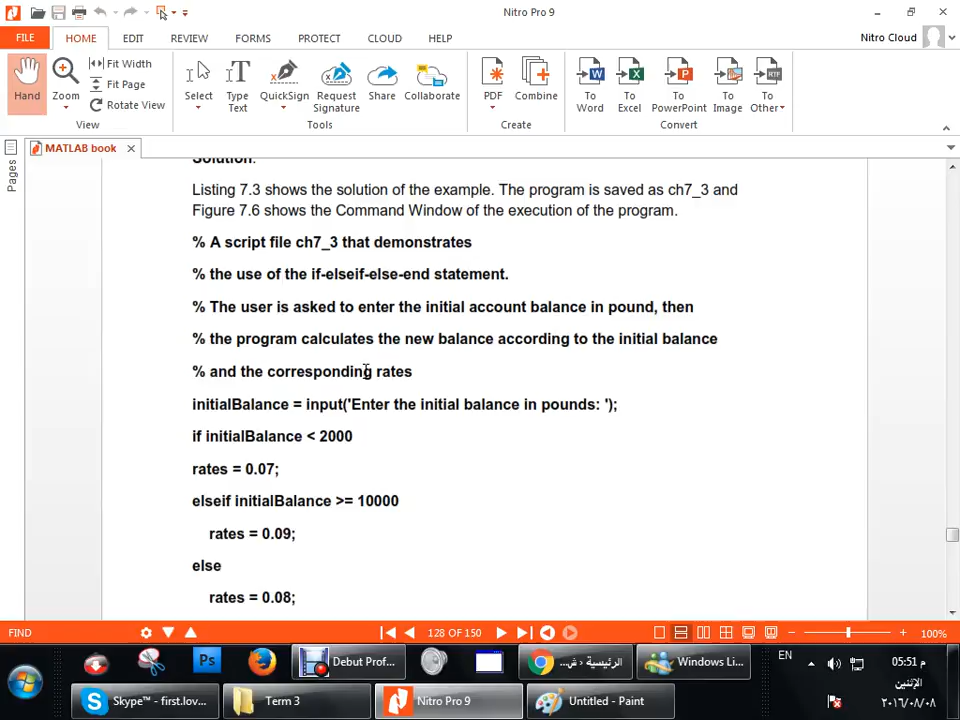 Nitro Pro 9
FILE
HOME
EDIT
REVIEW
FORMS
PROTECT
CLOUD
HELP
Nitro Cloud
Hand
Zoom
Fit Width
Fit Page
Rotate View
View
Select
Type Text
QuickSign
Request Signature
Share
Collaborate
Tools
PDF
Combine
Create
To Word
To Excel
To PowerPoint
To Image
To Other
Convert
MATLAB book
Pages
Solution:
Listing 7.3 shows the solution of the example. The program is saved as ch7_3 and
Figure 7.6 shows the Command Window of the execution of the program.
% A script file ch7_3 that demonstrates
% the use of the if-elseif-else-end statement.
% The user is asked to enter the initial account balance in pound, then
% the program calculates the new balance according to the initial balance
% and the corresponding rates
initialBalance = input('Enter the initial balance in pounds: ');
if initialBalance < 2000
rates = 0.07;
elseif initialBalance >= 10000
rates = 0.09;
else
rates = 0.08;
FIND
128 OF 150
100%
Ps
Debut Prof...
الرئيسية - ش...
Windows Li...
EN
05:51 م
الإثنين
٢٠١٦/٠٨/٠٨
Skype™ - first.lov...
Term 3
Nitro Pro 9
Untitled - Paint